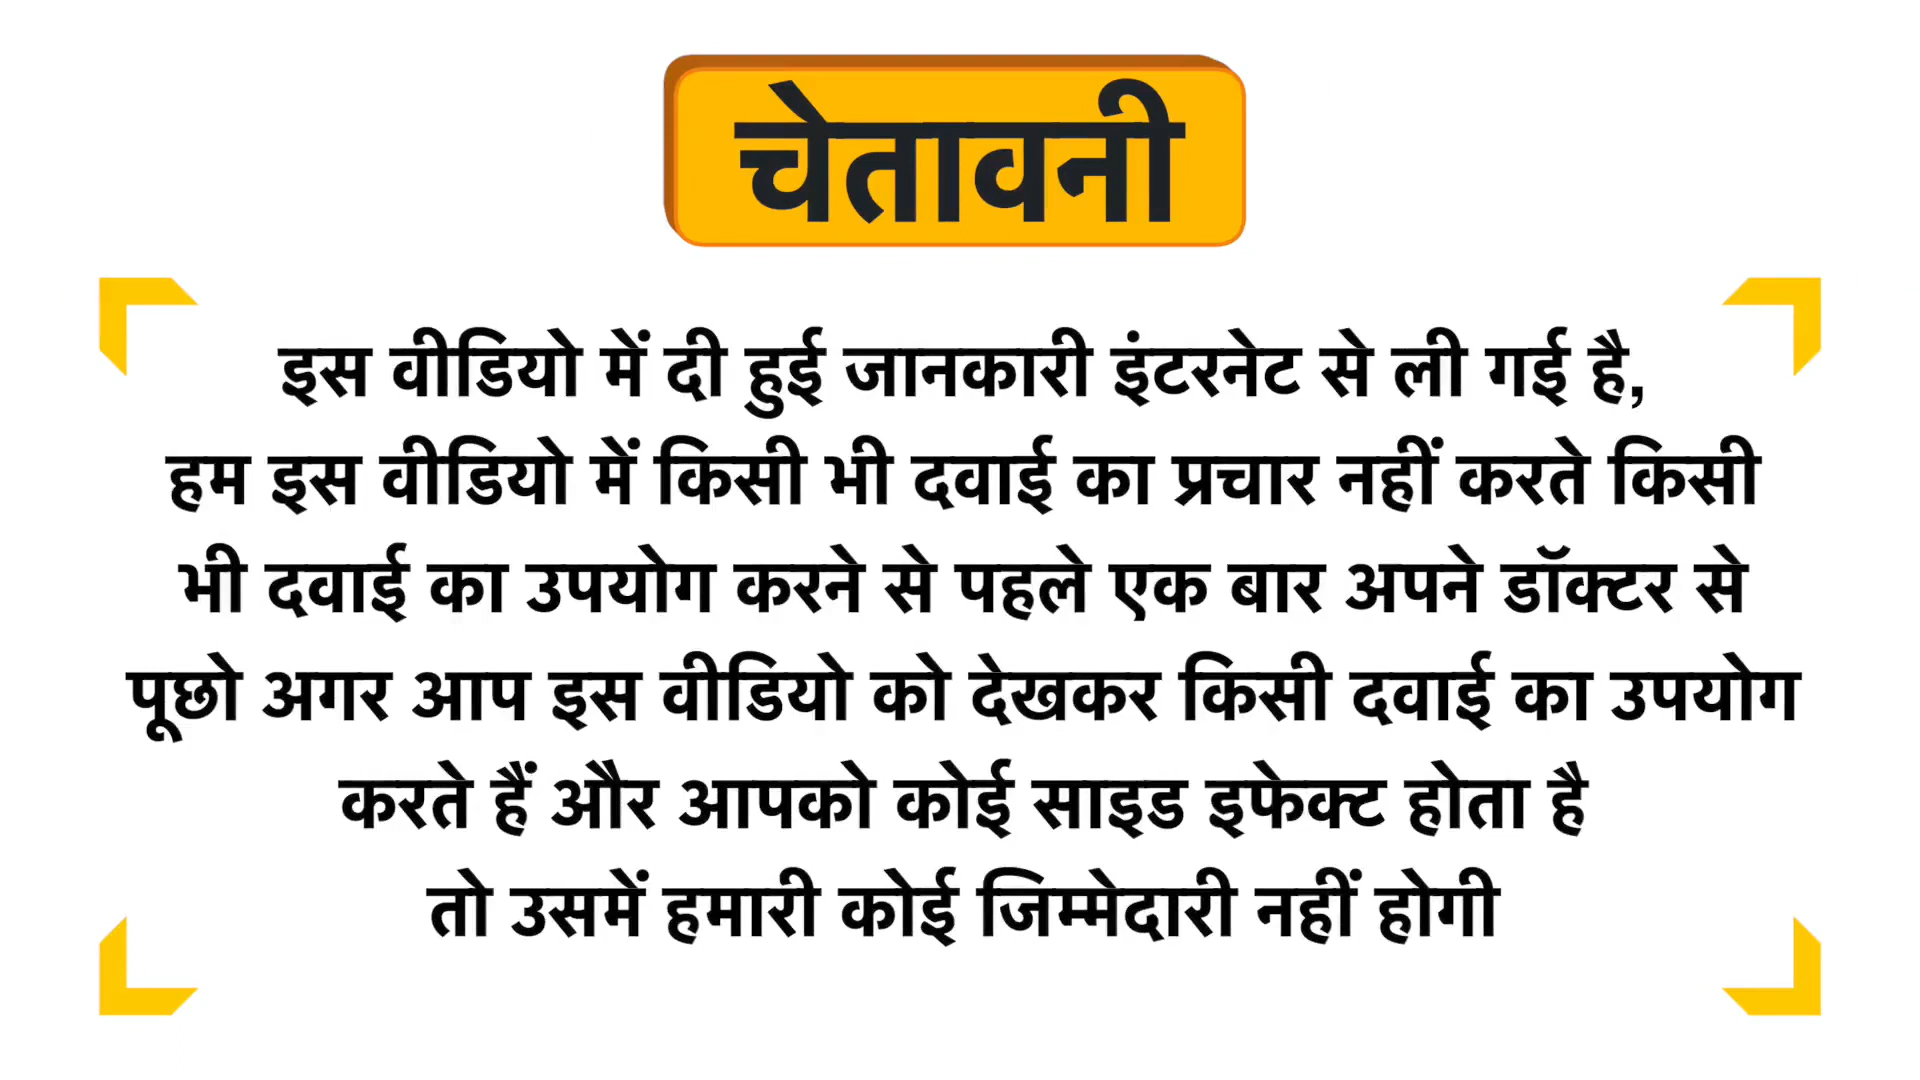 चेतावनी
इस वीडियो में दी हुई जानकारी इंटरनेट से ली गई है,
हम इस वीडियो में किसी भी दवाई का प्रचार नहीं करते किसी
भी दवाई का उपयोग करने से पहले एक बार अपने डॉक्टर से
पूछो अगर आप इस वीडियो को देखकर किसी दवाई का उपयोग
करते हैं और आपको कोई साइड इफेक्ट होता है
तो उसमें हमारी कोई जिम्मेदारी नहीं होगी